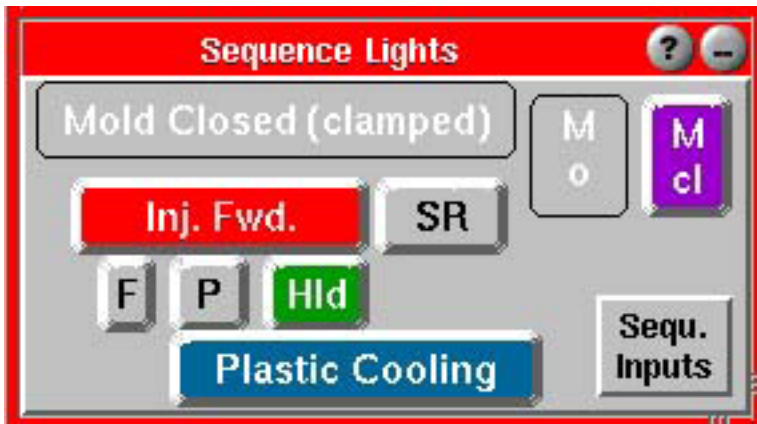 Sequence Lights ? –
Mold Closed (clamped)
M
o
M
cl
Inj. Fwd.
SR
F
P
Hld
Plastic Cooling
Sequ.
Inputs